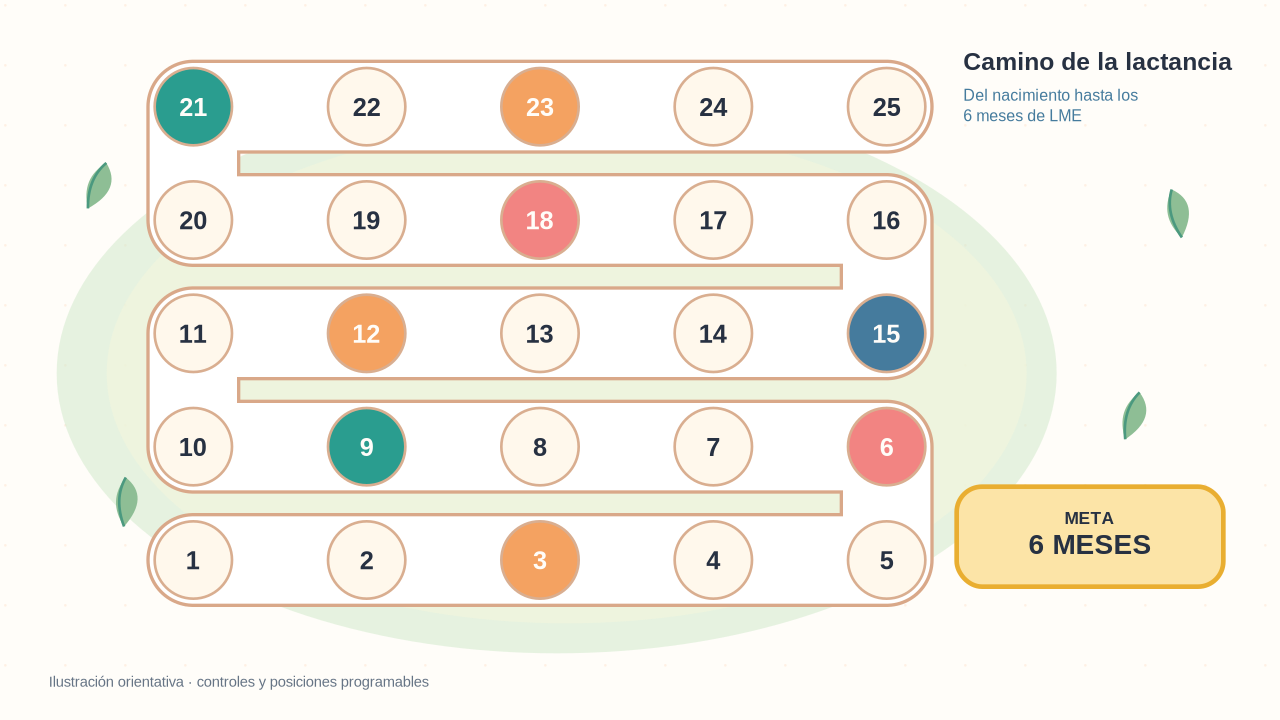 Camino de la lactancia
Del nacimiento hasta los
6 meses de LME
21 22 23 24 25
20 19 18 17 16
11 12 13 14 15
10 9 8 7 6
1 2 3 4 5
META
6 MESES
Ilustración orientativa · controles y posiciones programables